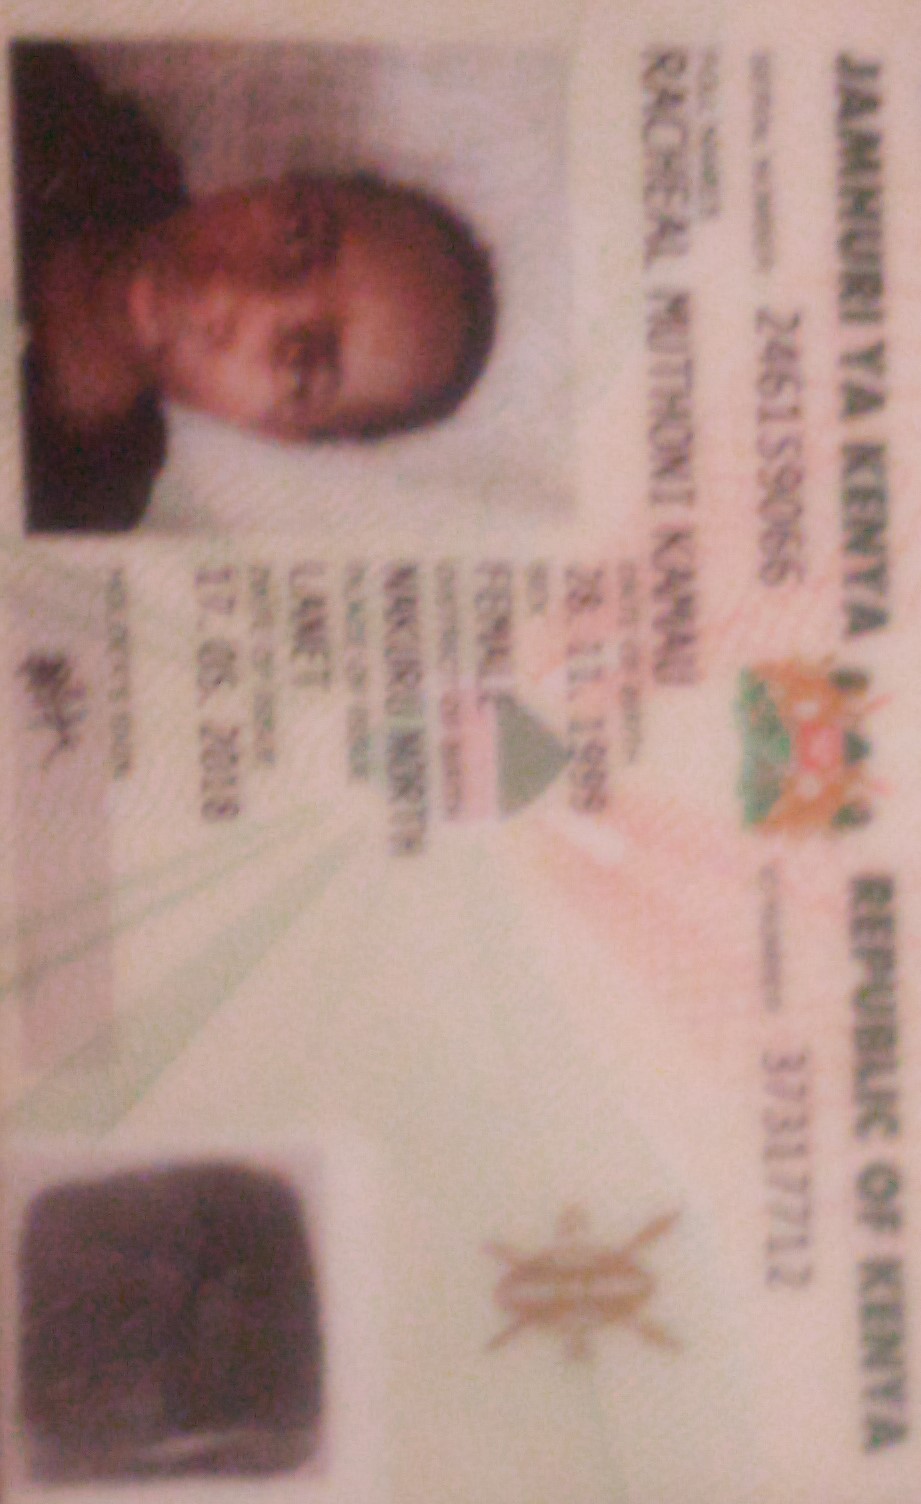 JAMHURI YA KENYA REPUBLIC OF KENYA
SERIAL NUMBER 246159066 ID NUMBER 37317712
FULL NAMES
RACHEAL MUTHONI KAMAU
DATE OF BIRTH
28. 11. 1999
SEX
FEMALE
DISTRICT OF BIRTH
NAKURU NORTH
PLACE OF ISSUE
LANET
DATE OF ISSUE
17. 05. 2018
HOLDER'S SIGN.